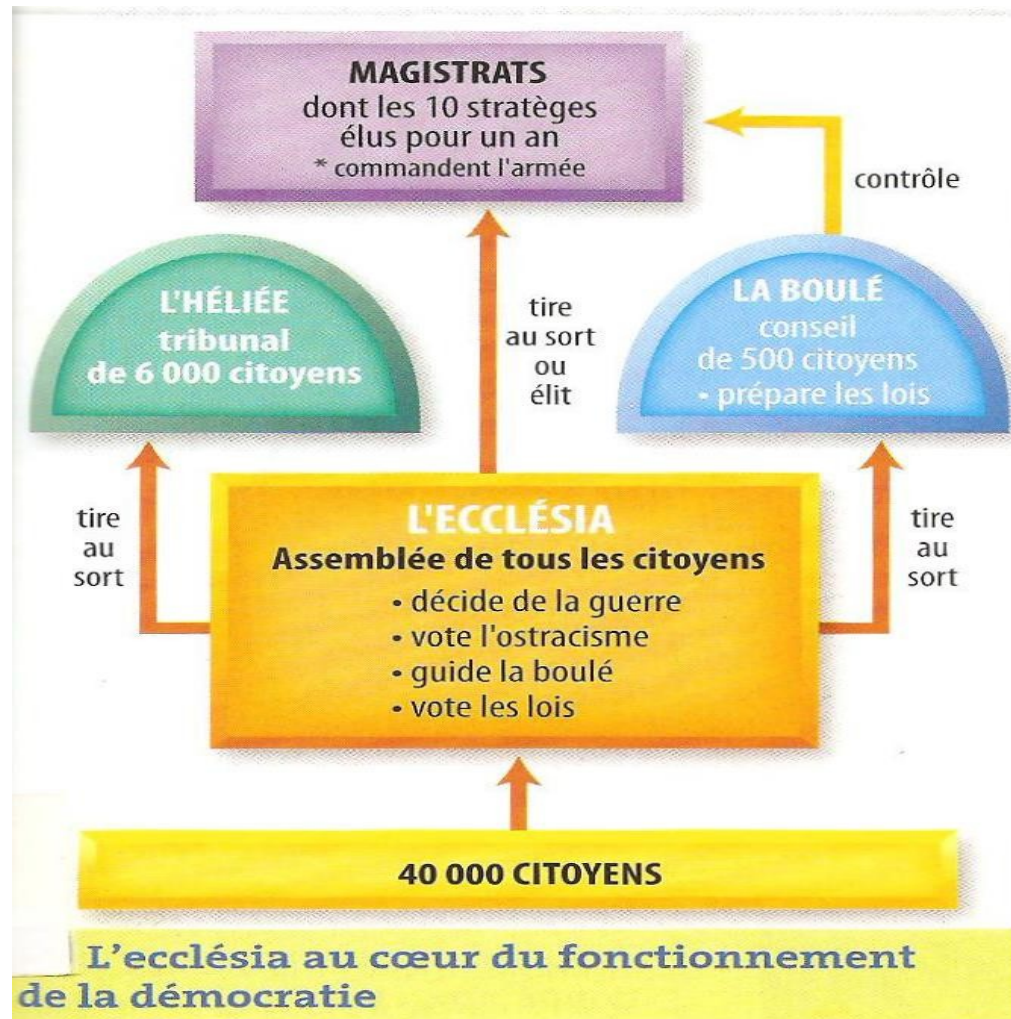 MAGISTRATS
dont les 10 stratèges
élus pour un an
* commandent l'armée
contrôle
L'HÉLIÉE
tribunal
de 6 000 citoyens
tire
au sort
ou
élit
LA BOULÉ
conseil
de 500 citoyens
• prépare les lois
tire
au
sort
L'ECCLÉSIA
Assemblée de tous les citoyens
• décide de la guerre
• vote l'ostracisme
• guide la boulé
• vote les lois
tire
au
sort
40 000 CITOYENS
L'ecclésia au cœur du fonctionnement
de la démocratie